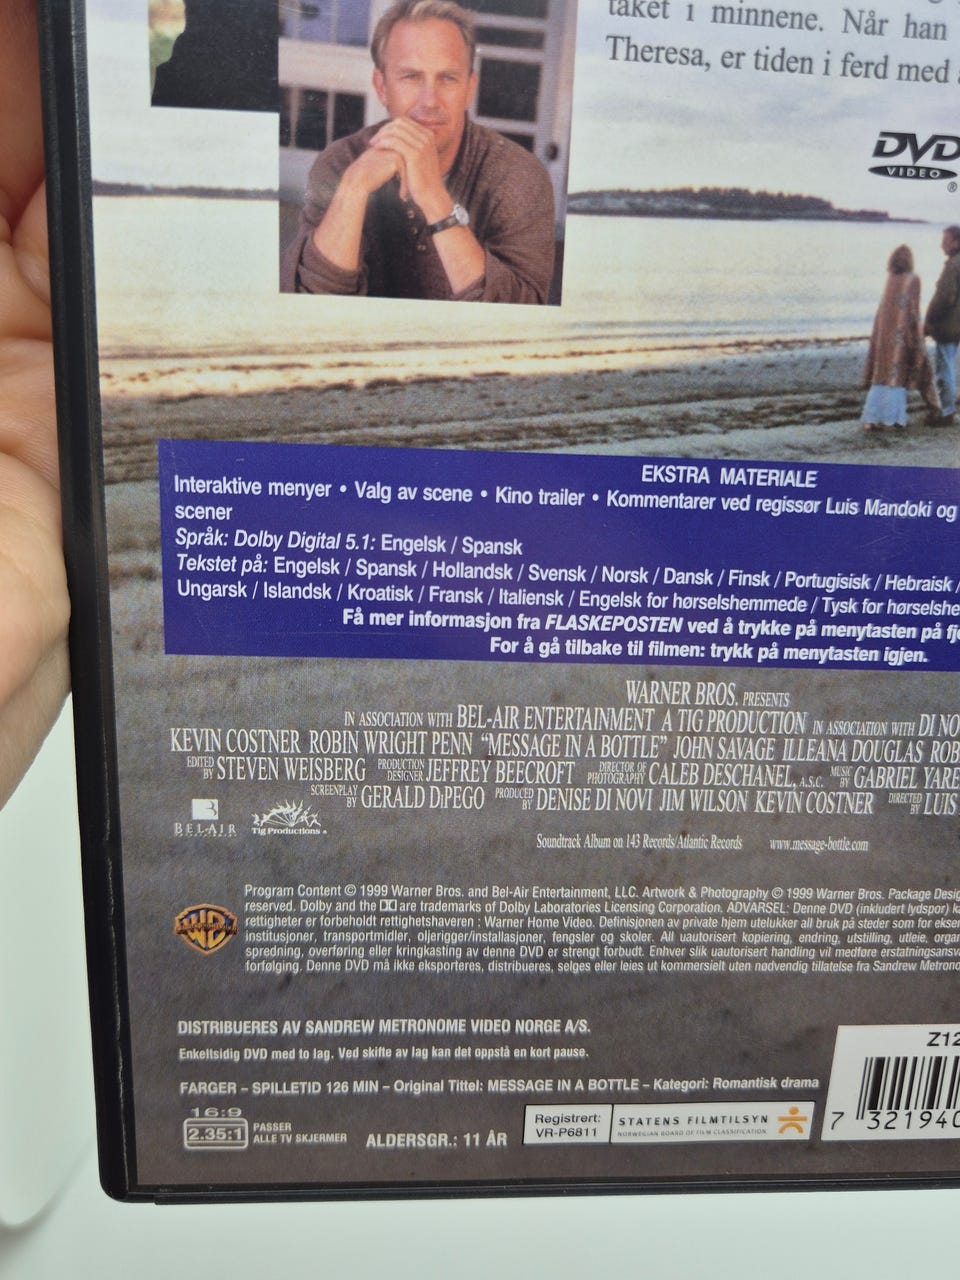 taket i minnene. Når han
Theresa, er tiden i ferd med
DVD
VIDEO
®
EKSTRA MATERIALE
Interaktive menyer • Valg av scene • Kino trailer • Kommentarer ved regissør Luis Mandoki og
scener
Språk: Dolby Digital 5.1: Engelsk / Spansk
Tekstet på: Engelsk / Spansk / Hollandsk / Svensk / Norsk / Dansk / Finsk / Portugisisk / Hebraisk /
Ungarsk / Islandsk / Kroatisk / Fransk / Italiensk / Engelsk for hørselshemmede / Tysk for hørselshe
Få mer informasjon fra FLASKEPOSTEN ved å trykke på menytasten på
For å gå tilbake til filmen: trykk på menytasten igjen.
WARNER BROS. PRESENTS
IN ASSOCIATION WITH BEL-AIR ENTERTAINMENT A TIG PRODUCTION IN ASSOCIATION WITH DI NO
KEVIN COSTNER ROBIN WRIGHT PENN "MESSAGE IN A BOTTLE" JOHN SAVAGE ILLEANA DOUGLAS ROB
EDITED BY STEVEN WEISBERG PRODUCTION DESIGNER JEFFREY BEECROFT DIRECTOR OF PHOTOGRAPHY CALEB DESCHANEL, A.S.C. MUSIC BY GABRIEL YARE
SCREENPLAY BY GERALD DiPEGO PRODUCED BY DENISE DI NOVI JIM WILSON KEVIN COSTNER DIRECTED BY LUIS
BEL-AIR
Tig Productions
Soundtrack Album on 143 Records/Atlantic Records www.message-bottle.com
Program Content © 1999 Warner Bros. and Bel-Air Entertainment, LLC. Artwork & Photography © 1999 Warner Bros. Package Desig
reserved. Dolby and the DD are trademarks of Dolby Laboratories Licensing Corporation. ADVARSEL: Denne DVD (inkludert lydspor)
rettigheter er forbeholdt rettighetshaveren : Warner Home Video. Definisjonen av private hjem utelukker all bruk på steder som for eksem
institusjoner, transportmidler, oljerigger/installasjoner, fengsler og skoler. All uautorisert kopiering, endring, utstilling, utleie, organ
spredning, overføring eller kringkasting av denne DVD er strengt forbudt. Enhver slik uautorisert handling vil medføre erstatningsansva
forfølging. Denne DVD må ikke eksporteres, distribueres, selges eller leies ut kommersielt uten nødvendig tillatelse fra Sandrew Metrono
WB
DISTRIBUERES AV SANDREW METRONOME VIDEO NORGE A/S.
Enkeltsidig DVD med to lag. Ved skifte av lag kan det oppstå en kort pause.
FARGER – SPILLETID 126 MIN – Original Tittel: MESSAGE IN A BOTTLE – Kategori: Romantisk drama
16:9
2.35:1
PASSER
ALLE TV SKJERMER
ALDERSGR.: 11 ÅR
Registrert:
VR-P6811
STATENS FILMTILSYN
NORWEGIAN BOARD OF FILM CLASSIFICATION
Z12
7 321940